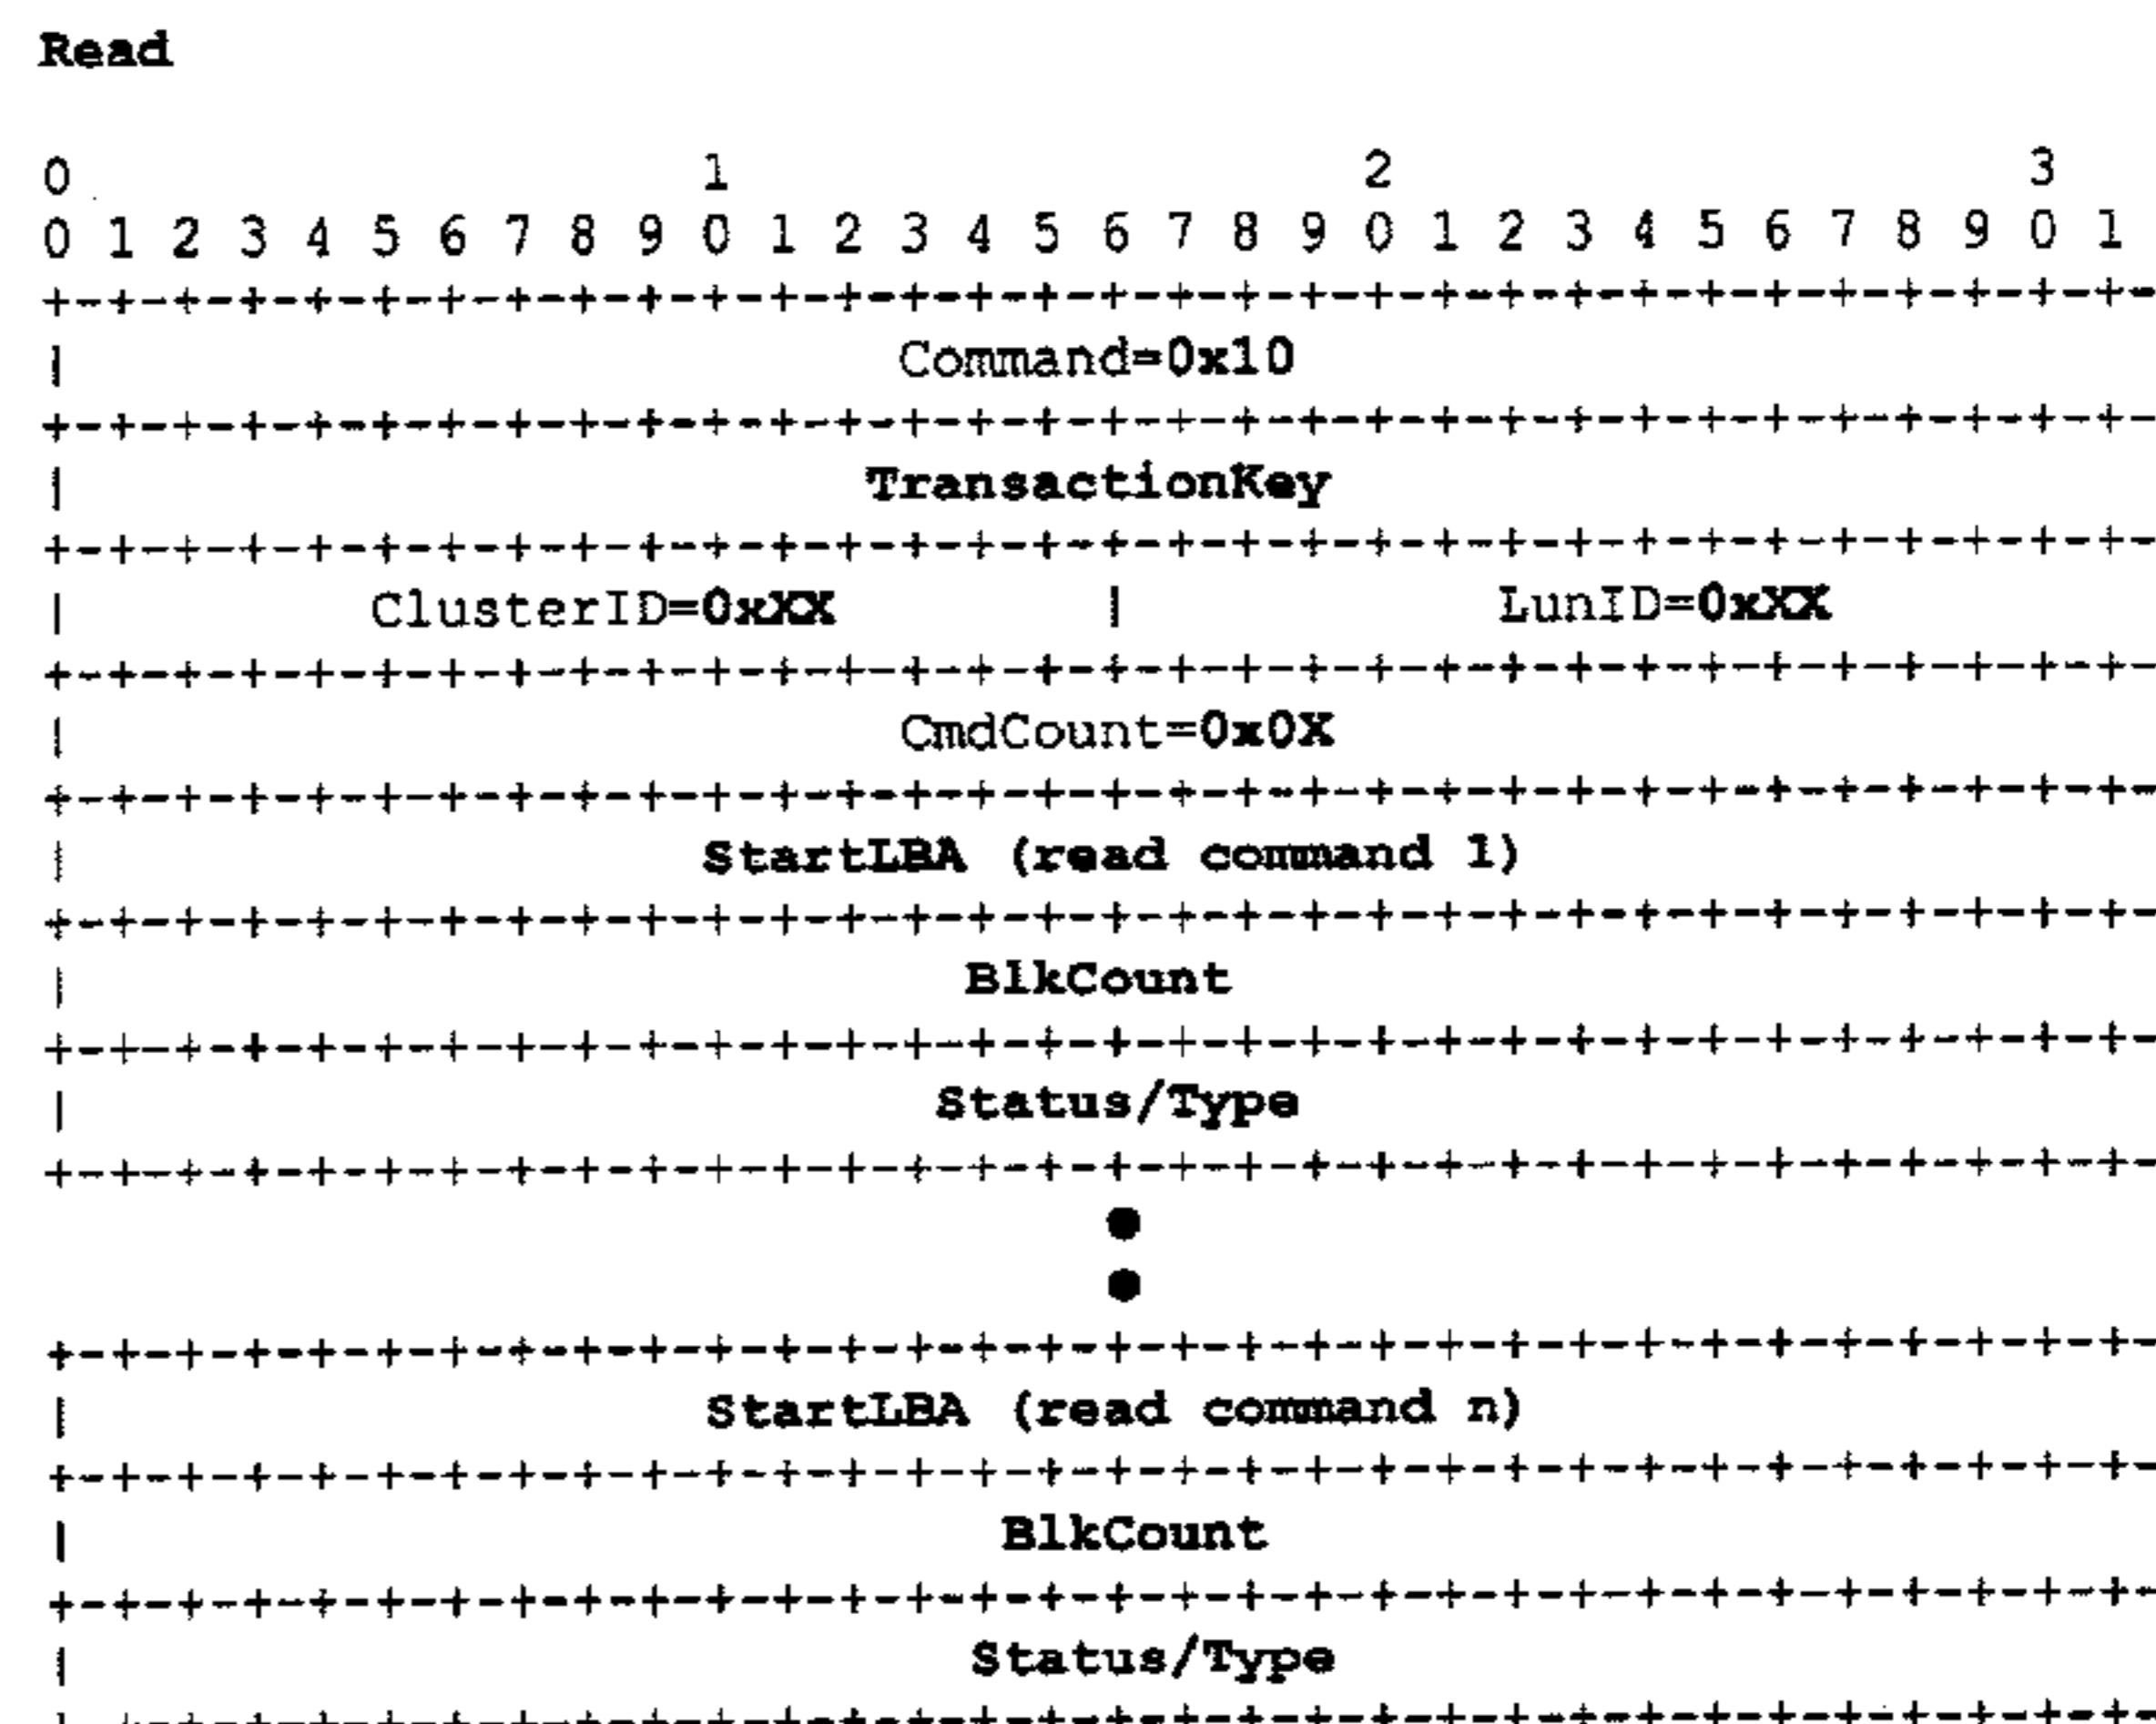 Read
0 1 2 3
0 1 2 3 4 5 6 7 8 9 0 1 2 3 4 5 6 7 8 9 0 1 2 3 4 5 6 7 8 9 0 1
+-+-+-+-+-+-+-+-+-+-+-+-+-+-+-+-+-+-+-+-+-+-+-+-+-+-+-+-+-+-+-+-
| Command=0x10
+-+-+-+-+-+-+-+-+-+-+-+-+-+-+-+-+-+-+-+-+-+-+-+-+-+-+-+-+-+-+-+-
| TransactionKey
+-+-+-+-+-+-+-+-+-+-+-+-+-+-+-+-+-+-+-+-+-+-+-+-+-+-+-+-+-+-+-+-
| ClusterID=0xXX | LunID=0xXX
+-+-+-+-+-+-+-+-+-+-+-+-+-+-+-+-+-+-+-+-+-+-+-+-+-+-+-+-+-+-+-+-
| CmdCount=0x0X
+-+-+-+-+-+-+-+-+-+-+-+-+-+-+-+-+-+-+-+-+-+-+-+-+-+-+-+-+-+-+-+-
| StartLBA (read command 1)
+-+-+-+-+-+-+-+-+-+-+-+-+-+-+-+-+-+-+-+-+-+-+-+-+-+-+-+-+-+-+-+-
| BlkCount
+-+-+-+-+-+-+-+-+-+-+-+-+-+-+-+-+-+-+-+-+-+-+-+-+-+-+-+-+-+-+-+-
| Status/Type
+-+-+-+-+-+-+-+-+-+-+-+-+-+-+-+-+-+-+-+-+-+-+-+-+-+-+-+-+-+-+-+-
●
●
+-+-+-+-+-+-+-+-+-+-+-+-+-+-+-+-+-+-+-+-+-+-+-+-+-+-+-+-+-+-+-+-
| StartLBA (read command n)
+-+-+-+-+-+-+-+-+-+-+-+-+-+-+-+-+-+-+-+-+-+-+-+-+-+-+-+-+-+-+-+-
| BlkCount
+-+-+-+-+-+-+-+-+-+-+-+-+-+-+-+-+-+-+-+-+-+-+-+-+-+-+-+-+-+-+-+-
| Status/Type
+-+-+-+-+-+-+-+-+-+-+-+-+-+-+-+-+-+-+-+-+-+-+-+-+-+-+-+-+-+-+-+-